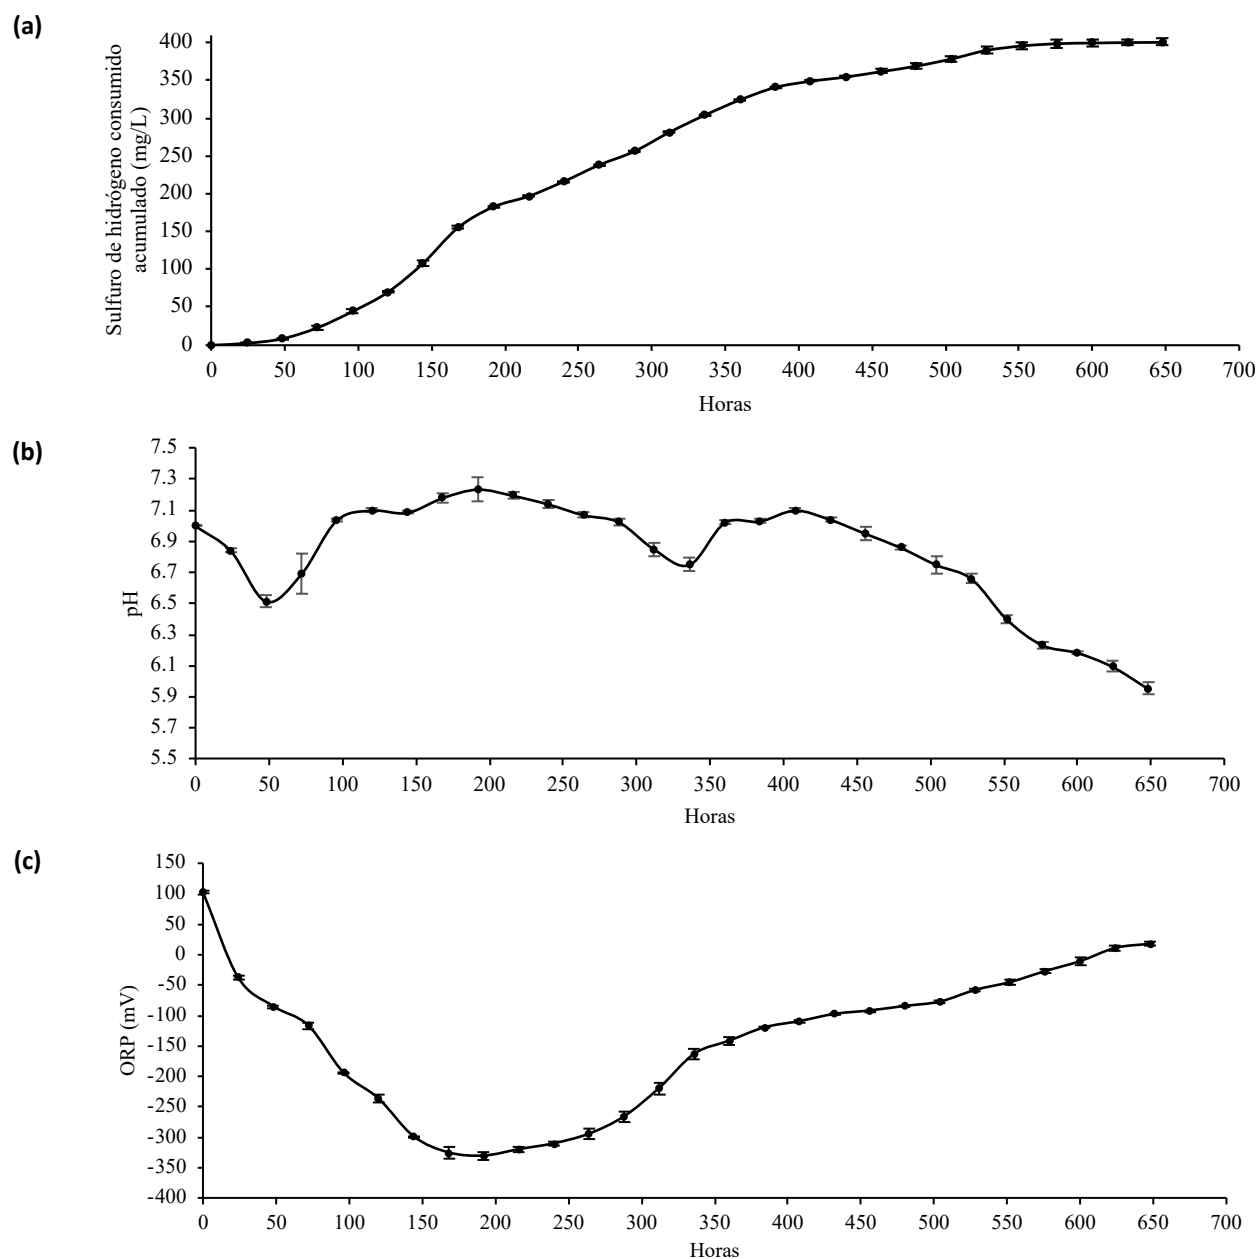 (a)
Sulfuro de hidrógeno consumido
acumulado (mg/L)
400
350
300
250
200
150
100
50
0
0 50 100 150 200 250 300 350 400 450 500 550 600 650 700
Horas
(b)
pH
7.5
7.3
7.1
6.9
6.7
6.5
6.3
6.1
5.9
5.7
5.5
0 50 100 150 200 250 300 350 400 450 500 550 600 650 700
Horas
(c)
ORP (mV)
150
100
50
0
-50
-100
-150
-200
-250
-300
-350
-400
0 50 100 150 200 250 300 350 400 450 500 550 600 650 700
Horas